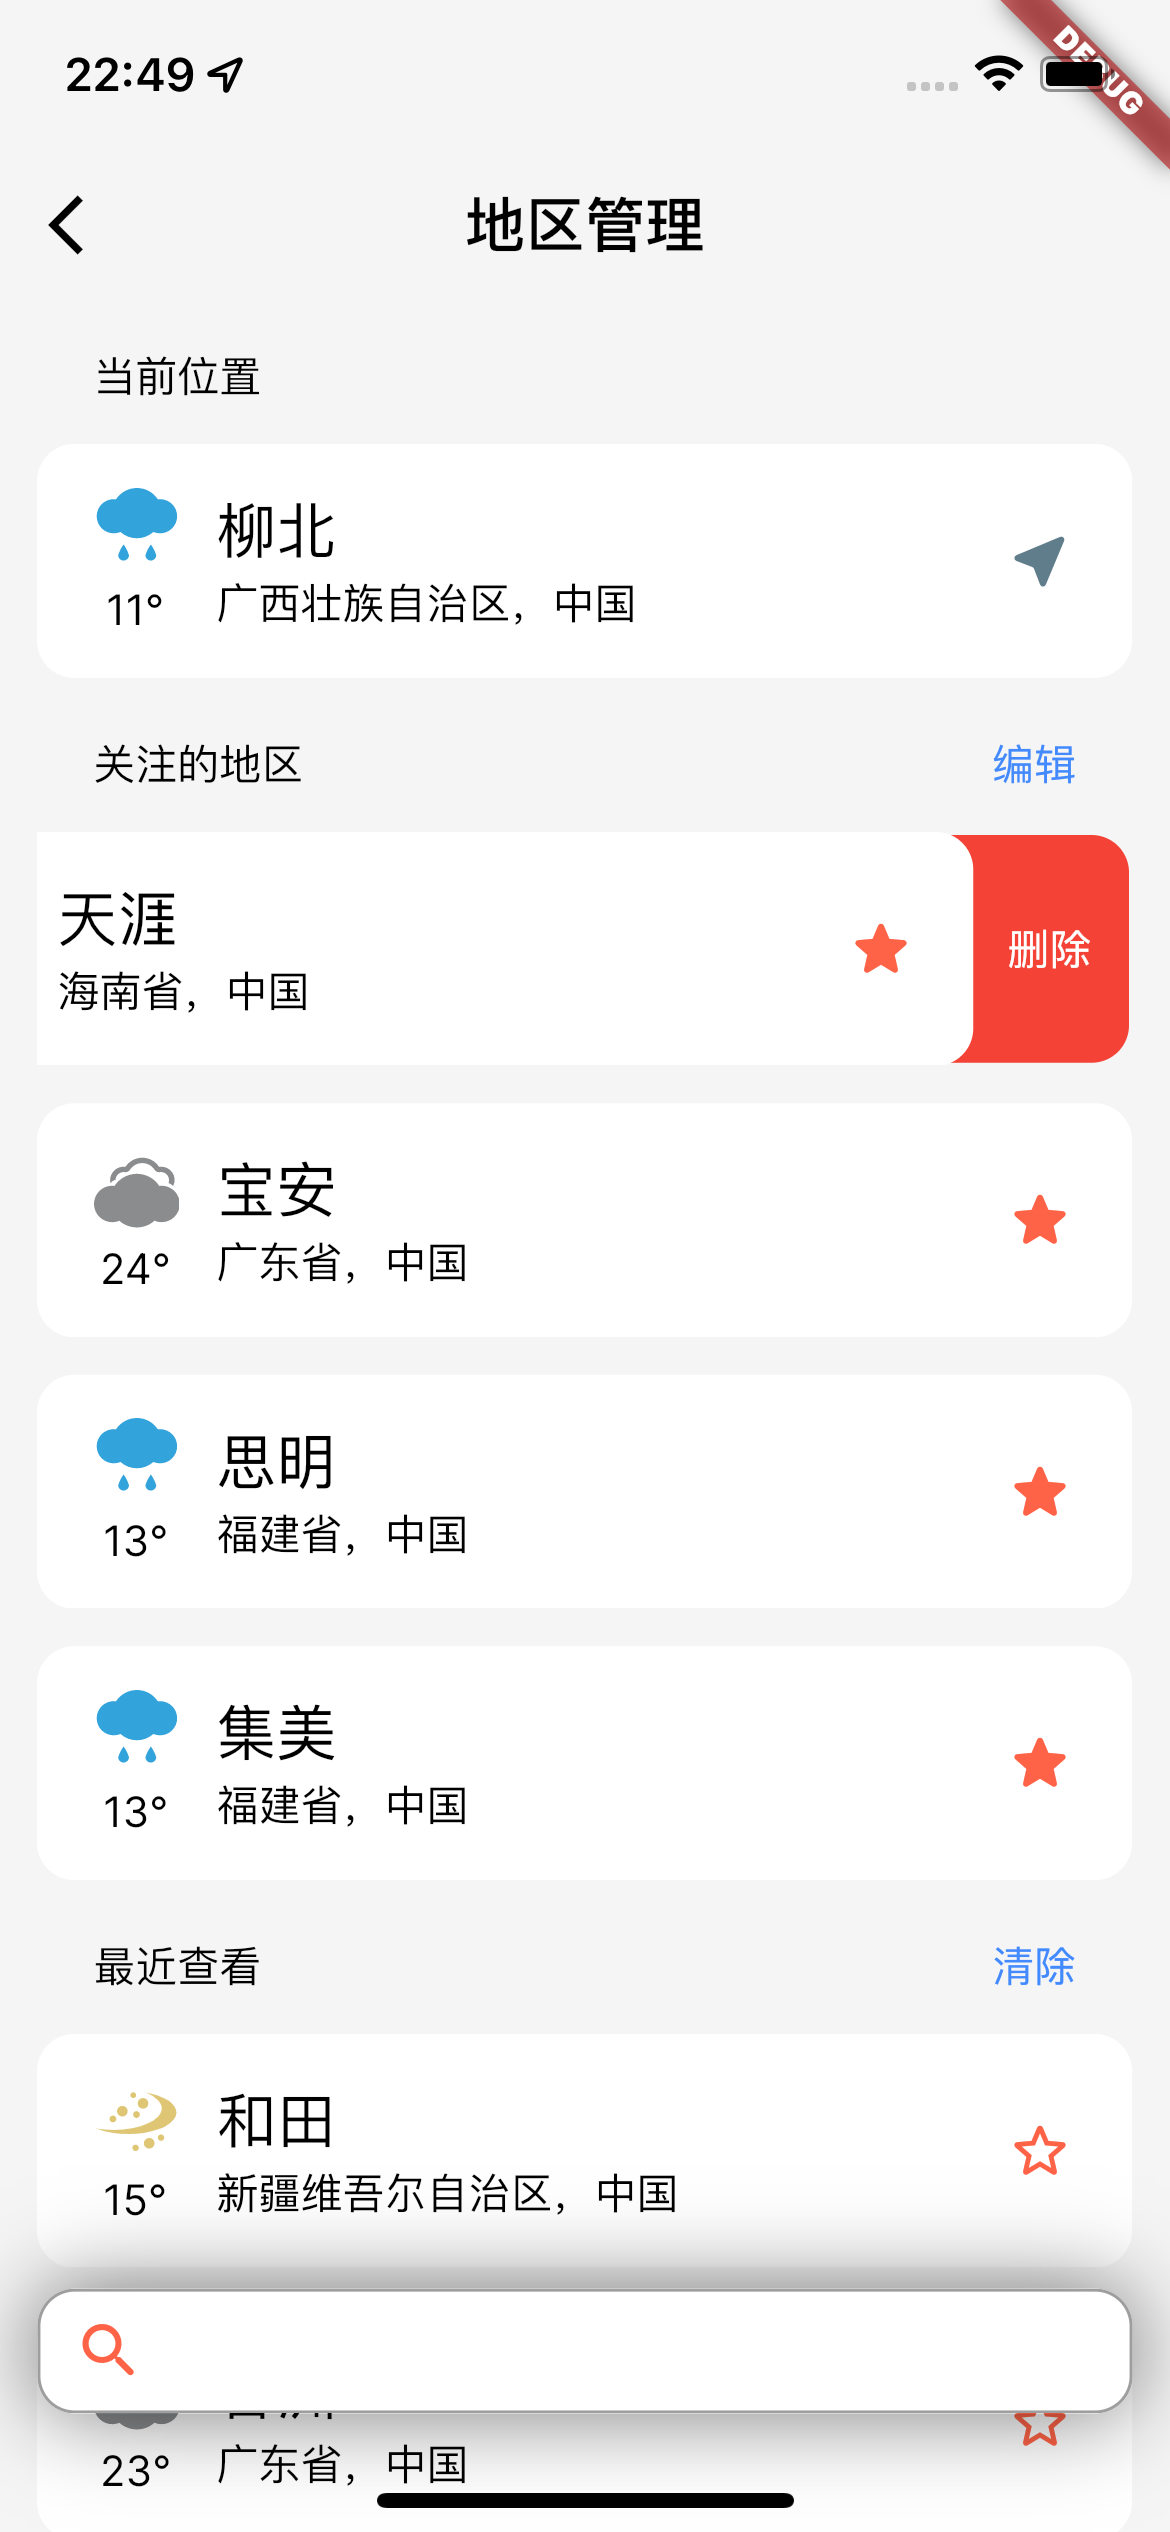 22:49
DEBUG
地区管理
当前位置
柳北
11°
广西壮族自治区，中国
关注的地区
编辑
天涯
海南省，中国
删除
宝安
24°
广东省，中国
思明
13°
福建省，中国
集美
13°
福建省，中国
最近查看
清除
和田
15°
新疆维吾尔自治区，中国
23°
广东省，中国